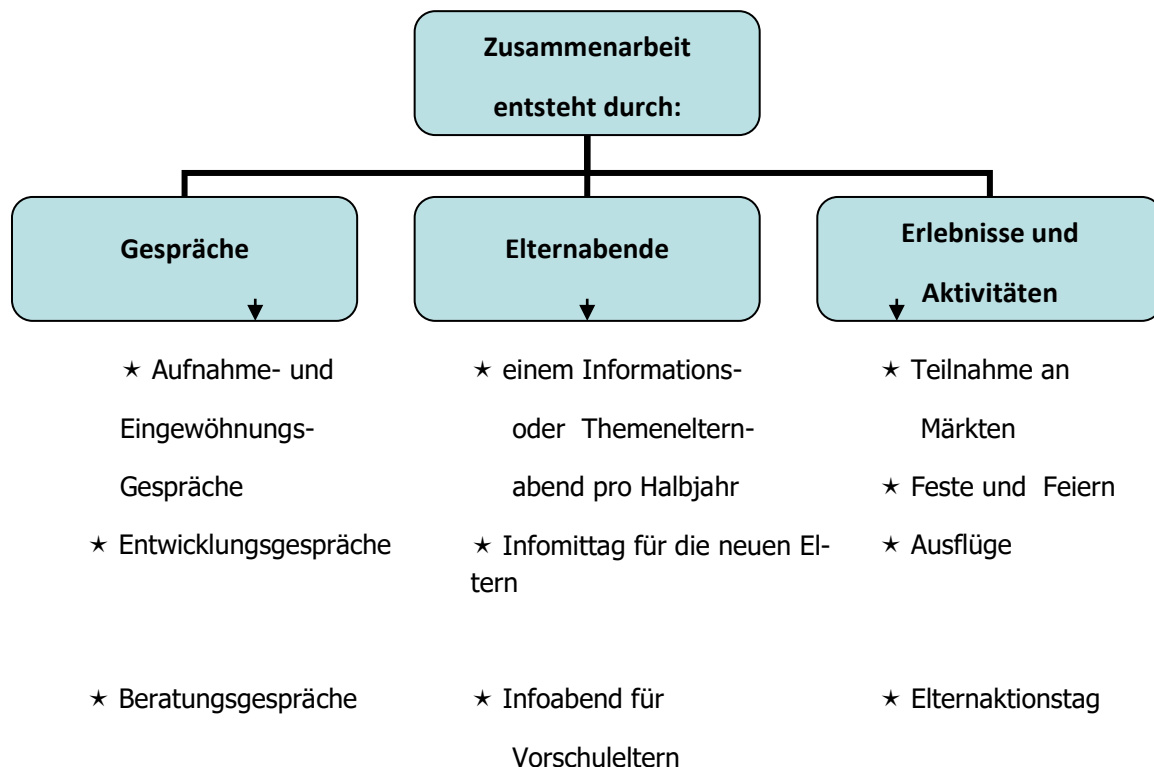 Zusammenarbeit
entsteht durch:
Gespräche
★ Aufnahme- und
Eingewöhnungs-
Gespräche
★ Entwicklungsgespräche
★ Beratungsgespräche
Elternabende
★ einem Informations-
oder Themeneltern-
abend pro Halbjahr
★ Infomittag für die neuen El-
tern
★ Infoabend für
Vorschuleltern
Erlebnisse und
Aktivitäten
★ Teilnahme an
Märkten
★ Feste und Feiern
★ Ausflüge
★ Elternaktionstag